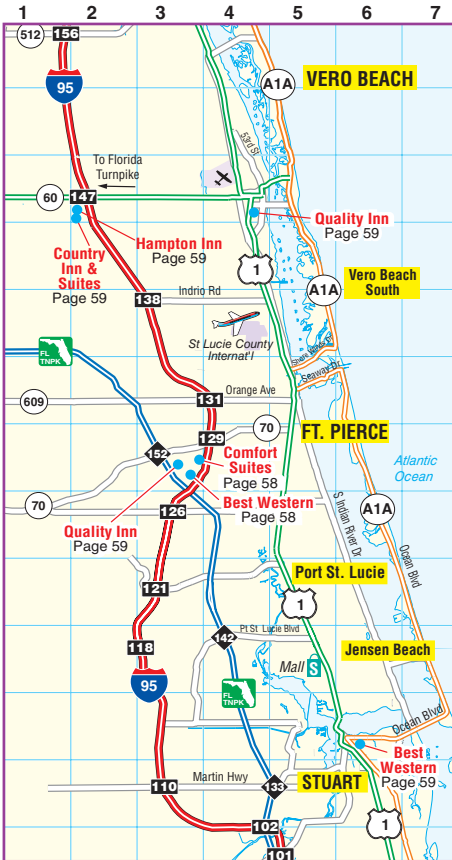 1 2 3 4 5 6 7
512
156
95
A1A
VERO BEACH
53rd St
To Florida
Turnpike
60
147
Quality Inn
Page 59
Hampton Inn
Page 59
Country
Inn &
Suites
Page 59
1
A1A
Vero Beach
South
138
Indrio Rd
St Lucie County
Internat'l
FL
TNPK
Shore Winds Dr
Seaway Dr
609
Orange Ave
131
70
FT. PIERCE
129
152
Comfort
Suites
Page 58
Atlantic
Ocean
Best Western
Page 58
70
126
Quality Inn
Page 59
S Indian River Dr
A1A
Ocean Blvd
Port St. Lucie
121
1
142
Pt St Lucie Blvd
118
Jensen Beach
Mall
S
95
FL
TNPK
Ocean Blvd
Best
Western
Page 59
110
Martin Hwy
133
STUART
102
1
101